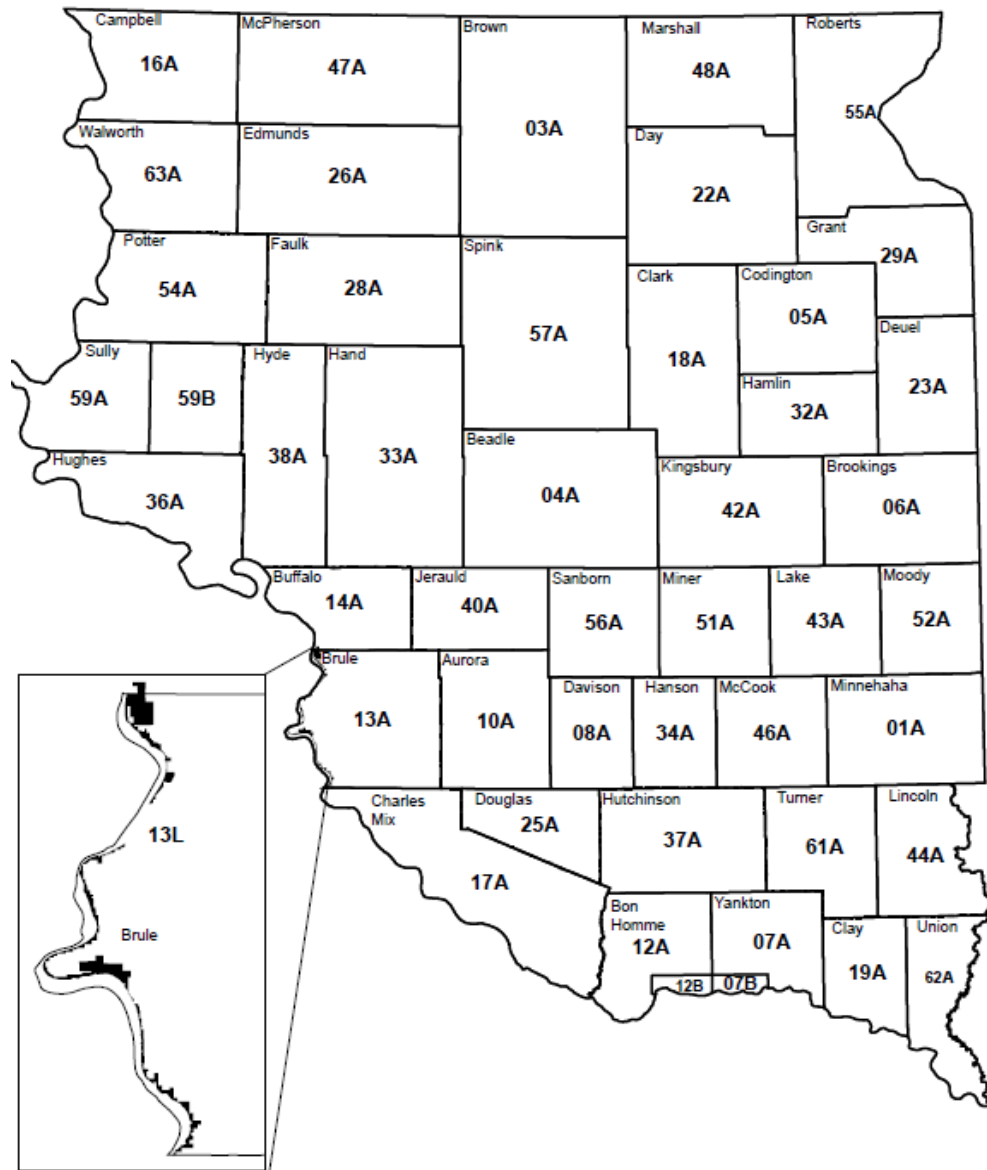 Campbell
16A
McPherson
47A
Brown
03A
Marshall
48A
Roberts
55A
Walworth
63A
Edmunds
26A
Day
22A
Grant
29A
Potter
54A
Faulk
28A
Spink
57A
Clark
18A
Codington
05A
Deuel
23A
Sully
59A
59B
Hyde
38A
Hand
33A
Hamlin
32A
Hughes
36A
Beadle
04A
Kingsbury
42A
Brookings
06A
Buffalo
14A
Jerauld
40A
Sanborn
56A
Miner
51A
Lake
43A
Moody
52A
Brule
13A
Aurora
10A
Davison
08A
Hanson
34A
McCook
46A
Minnehaha
01A
Charles
Mix
17A
Douglas
25A
Hutchinson
37A
Turner
61A
Lincoln
44A
Bon
Homme
12A
12B
Yankton
07A
07B
Clay
19A
Union
62A
13L
Brule